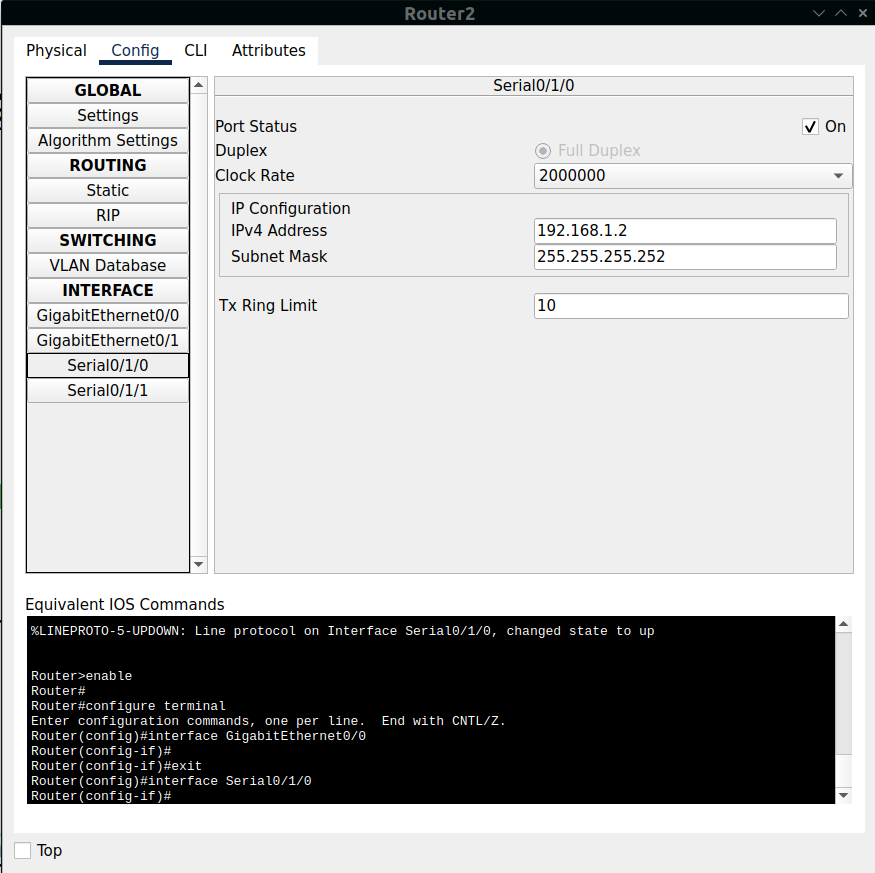 Router2
Physical Config CLI Attributes
GLOBAL
Settings
Algorithm Settings
ROUTING
Static
RIP
SWITCHING
VLAN Database
INTERFACE
GigabitEthernet0/0
GigabitEthernet0/1
Serial0/1/0
Serial0/1/1
Serial0/1/0
Port Status On
Duplex Full Duplex
Clock Rate 2000000
IP Configuration
IPv4 Address 192.168.1.2
Subnet Mask 255.255.255.252
Tx Ring Limit 10
Equivalent IOS Commands
%LINEPROTO-5-UPDOWN: Line protocol on Interface Serial0/1/0, changed state to up
Router>enable
Router#
Router#configure terminal
Enter configuration commands, one per line.  End with CNTL/Z.
Router(config)#interface GigabitEthernet0/0
Router(config-if)#
Router(config-if)#exit
Router(config)#interface Serial0/1/0
Router(config-if)#
Top